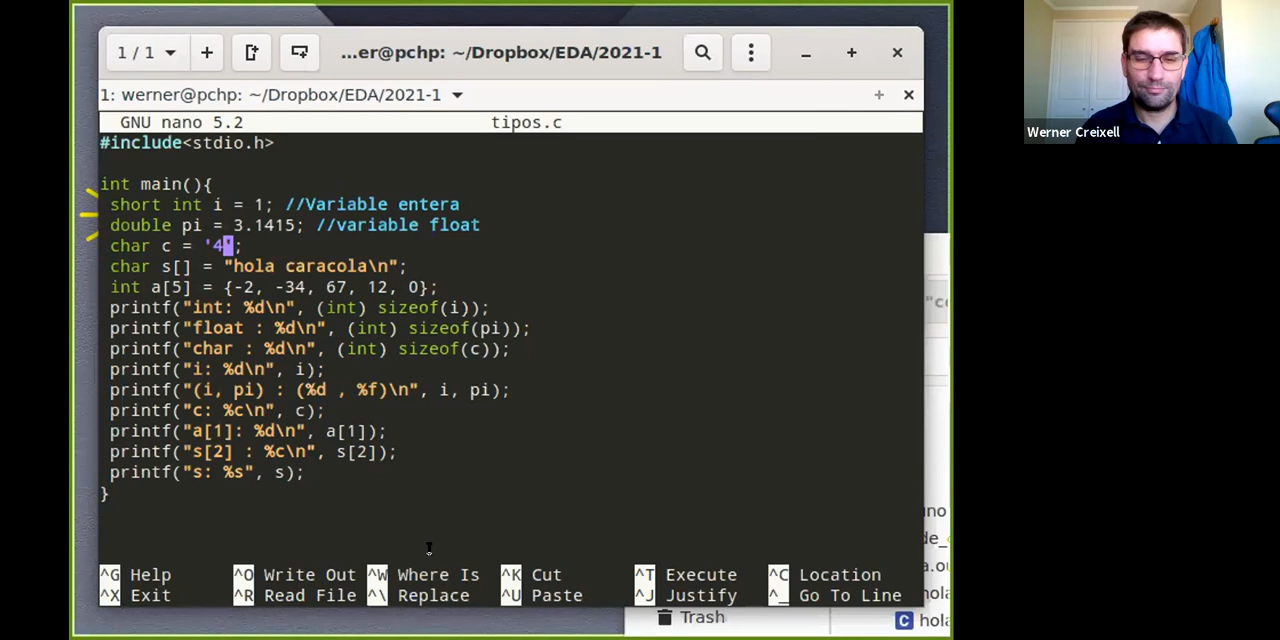 1 / 1
...er@pchp: ~/Dropbox/EDA/2021-1
1: werner@pchp: ~/Dropbox/EDA/2021-1
GNU nano 5.2 tipos.c
#include<stdio.h>
int main(){
short int i = 1; //Variable entera
double pi = 3.1415; //variable float
char c = '4';
char s[] = "hola caracola\n";
int a[5] = {-2, -34, 67, 12, 0};
printf("int: %d\n", (int) sizeof(i));
printf("float : %d\n", (int) sizeof(pi));
printf("char : %d\n", (int) sizeof(c));
printf("i: %d\n", i);
printf("(i, pi) : (%d , %f)\n", i, pi);
printf("c: %c\n", c);
printf("a[1]: %d\n", a[1]);
printf("s[2] : %c\n", s[2]);
printf("s: %s", s);
}
^G Help ^O Write Out ^W Where Is ^K Cut ^T Execute ^C Location
^X Exit ^R Read File ^\ Replace ^U Paste ^J Justify ^_ Go To Line
Trash
Werner Creixell